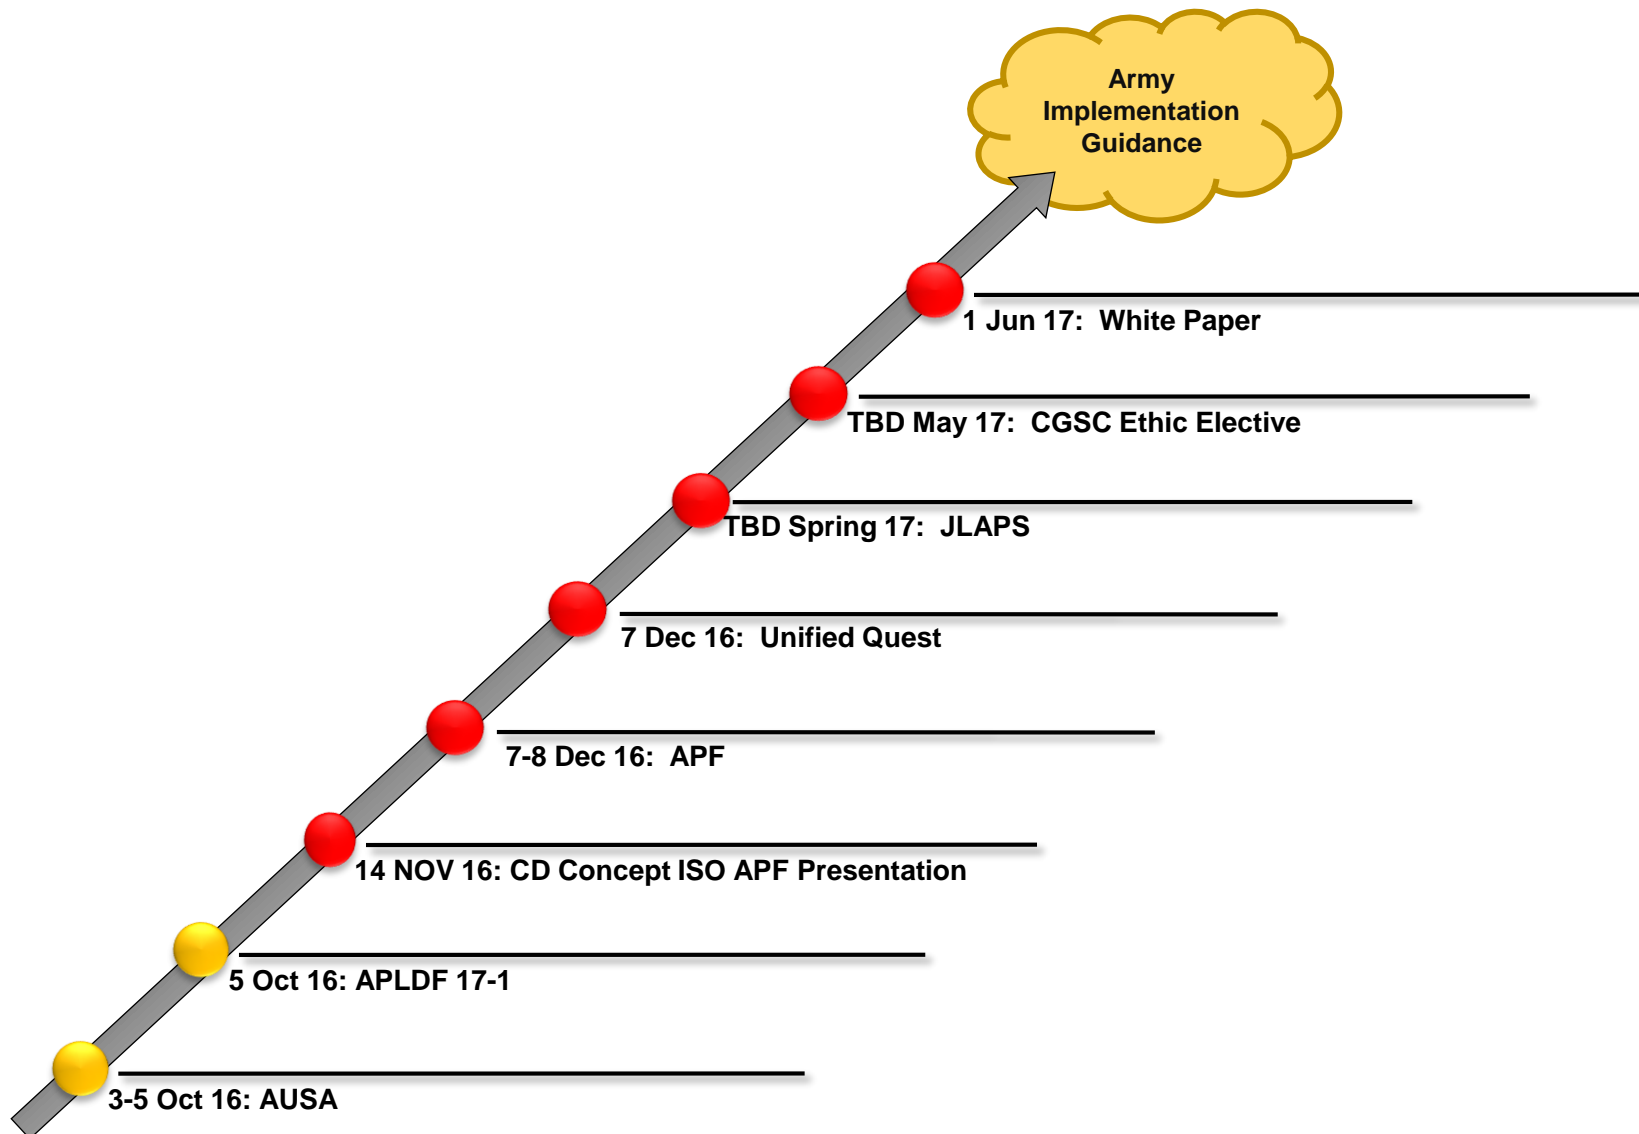 Army
Implementation
Guidance
1 Jun 17:  White Paper
TBD May 17:  CGSC Ethic Elective
TBD Spring 17:  JLAPS
7 Dec 16:  Unified Quest
7-8 Dec 16:  APF
14 NOV 16: CD Concept ISO APF Presentation
5 Oct 16: APLDF 17-1
3-5 Oct 16: AUSA